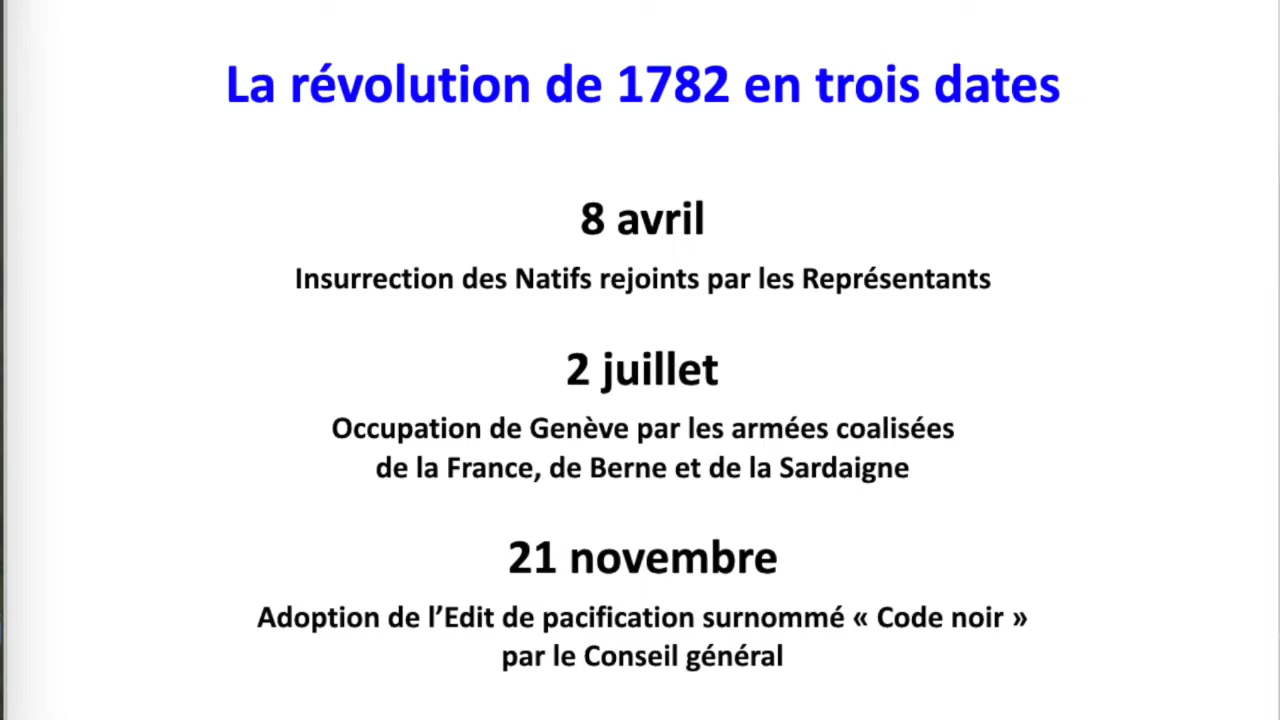 La révolution de 1782 en trois dates
8 avril
Insurrection des Natifs rejoints par les Représentants
2 juillet
Occupation de Genève par les armées coalisées
de la France, de Berne et de la Sardaigne
21 novembre
Adoption de l’Edit de pacification surnommé « Code noir »
par le Conseil général